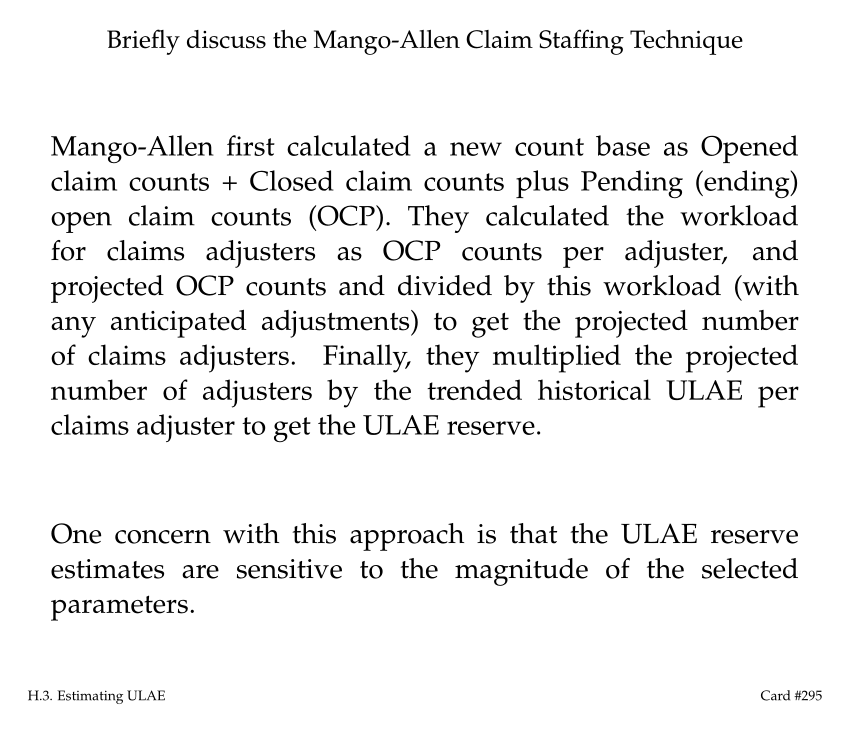 Briefly discuss the Mango-Allen Claim Staffing Technique
Mango-Allen first calculated a new count base as Opened
claim counts + Closed claim counts plus Pending (ending)
open claim counts (OCP). They calculated the workload
for claims adjusters as OCP counts per adjuster, and
projected OCP counts and divided by this workload (with
any anticipated adjustments) to get the projected number
of claims adjusters. Finally, they multiplied the projected
number of adjusters by the trended historical ULAE per
claims adjuster to get the ULAE reserve.
One concern with this approach is that the ULAE reserve
estimates are sensitive to the magnitude of the selected
parameters.
H.3. Estimating ULAE
Card #295